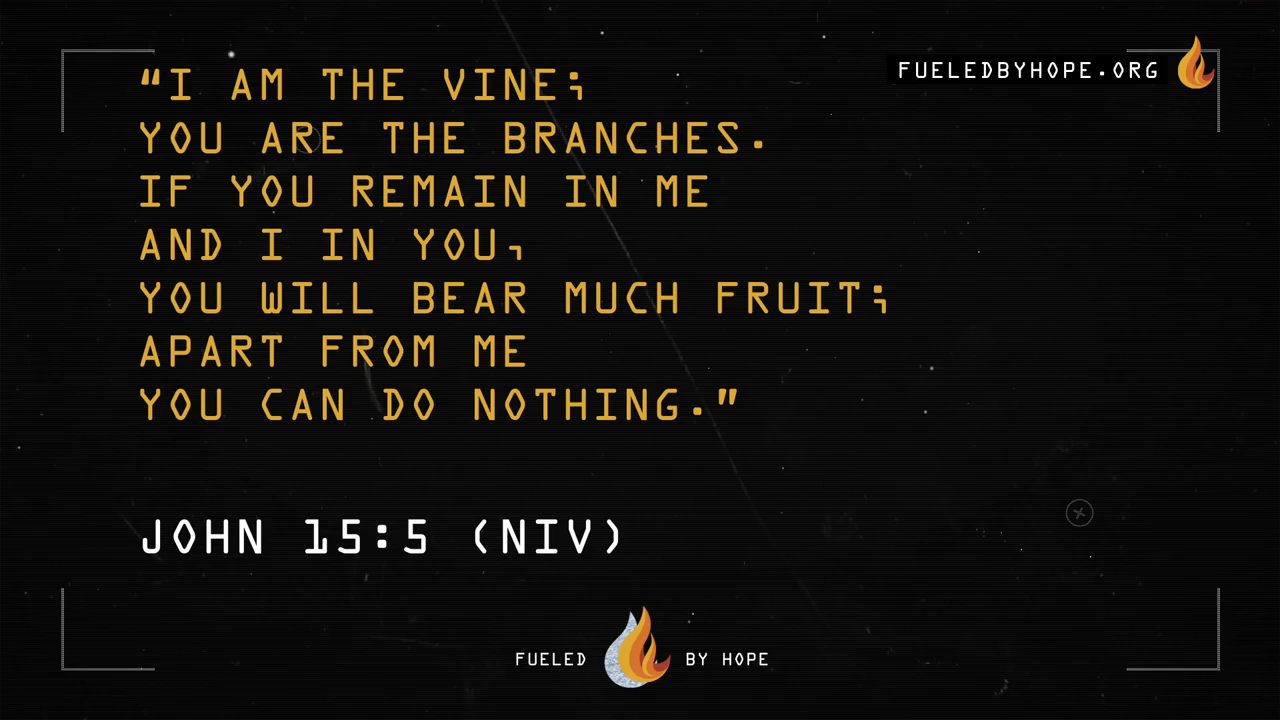 FUELEDBYHOPE.ORG
“I AM THE VINE;
YOU ARE THE BRANCHES.
IF YOU REMAIN IN ME
AND I IN YOU,
YOU WILL BEAR MUCH FRUIT;
APART FROM ME
YOU CAN DO NOTHING.”
JOHN 15:5 (NIV)
FUELED BY HOPE